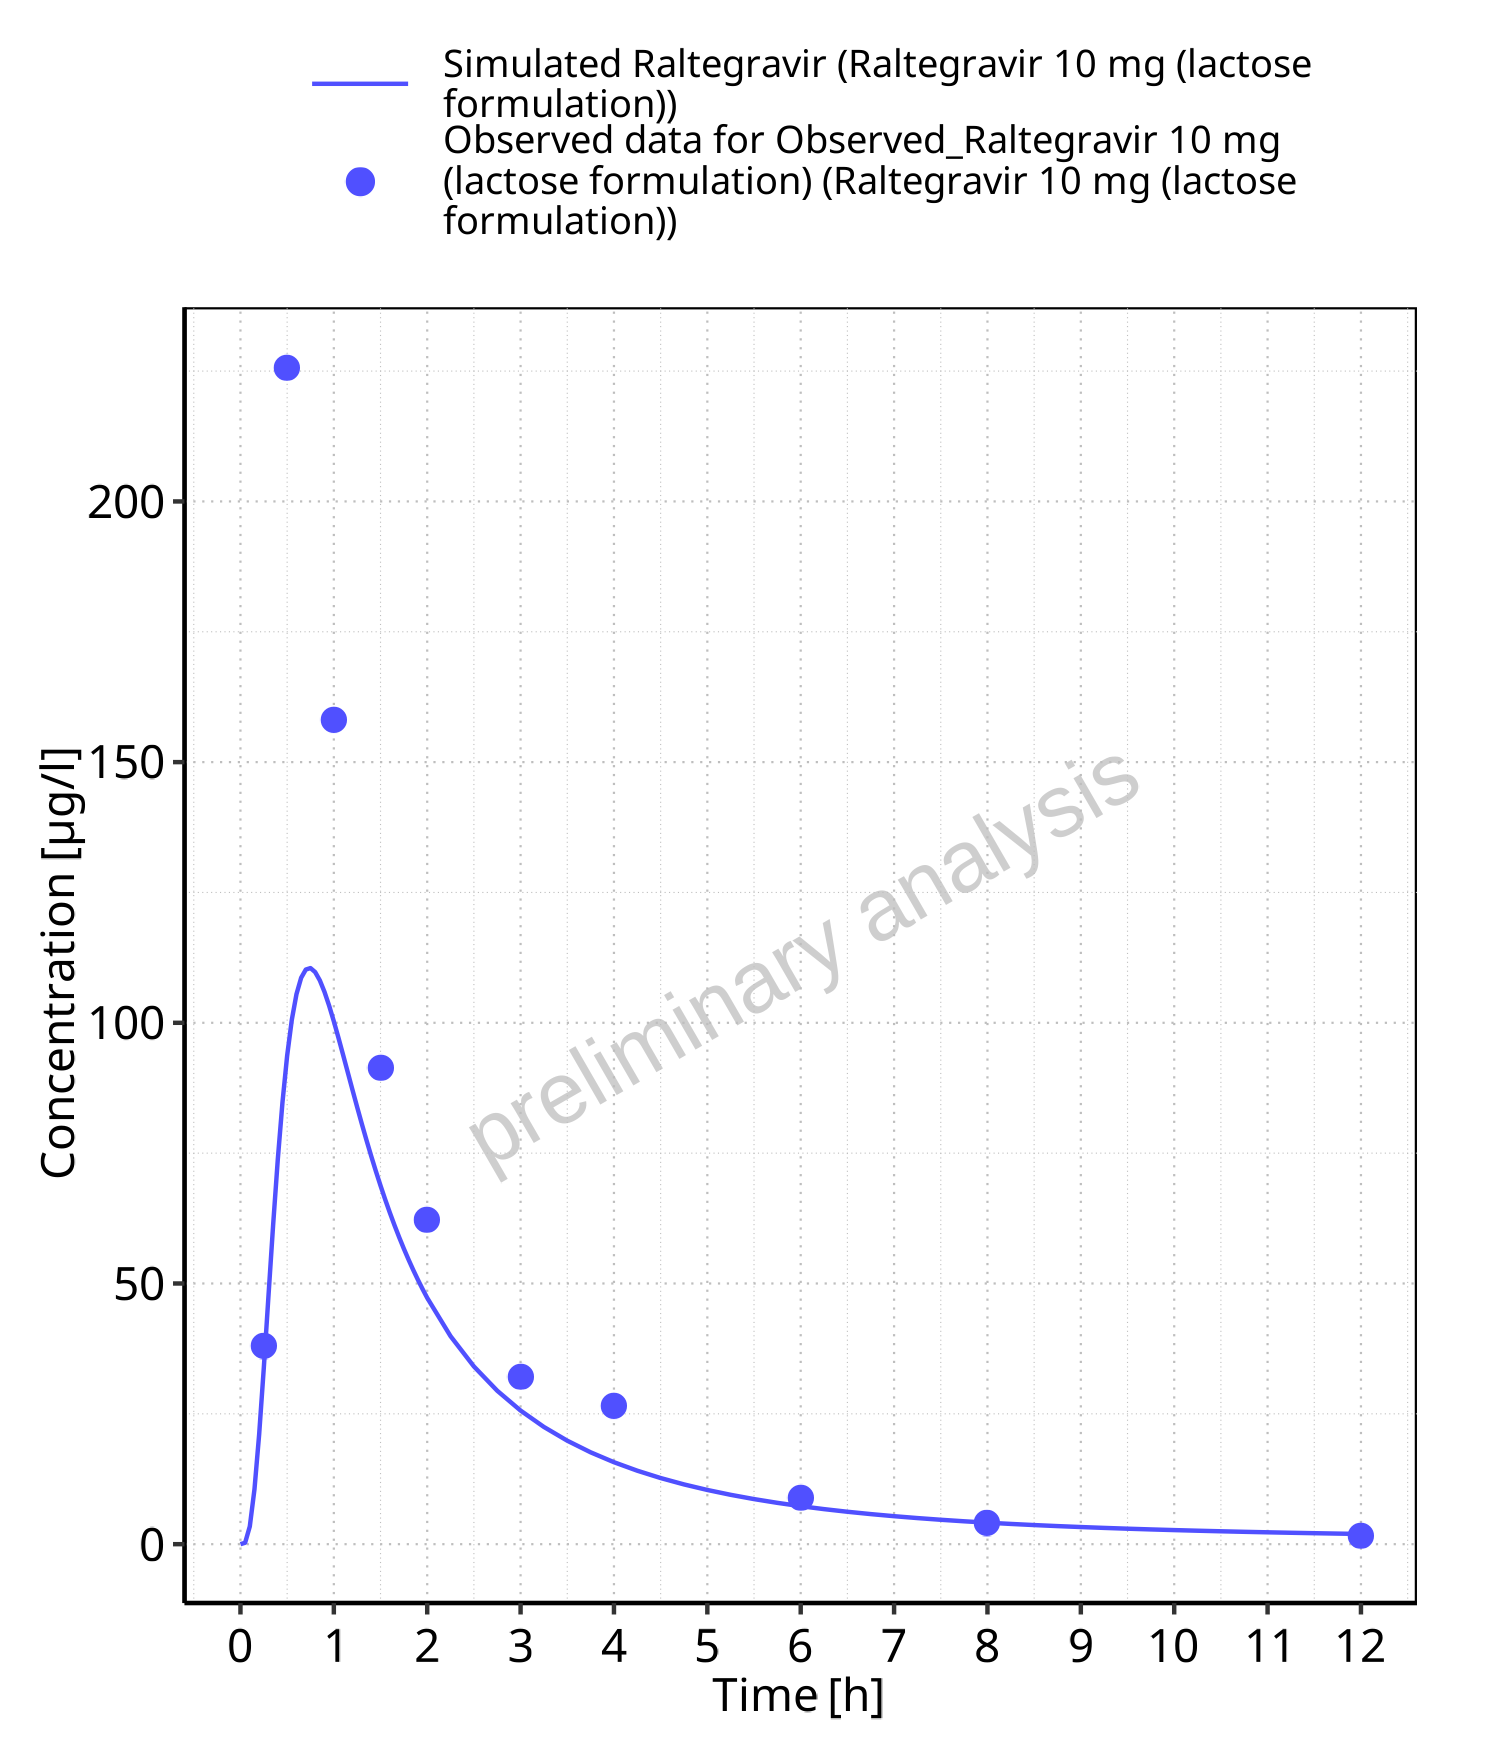 Simulated Raltegravir (Raltegravir 10 mg (lactose
formulation))
Observed data for Observed_Raltegravir 10 mg
(lactose formulation) (Raltegravir 10 mg (lactose
formulation))
200
150
100
50
0
Concentration [µg/l]
preliminary analysis
0 1 2 3 4 5 6 7 8 9 10 11 12
Time [h]